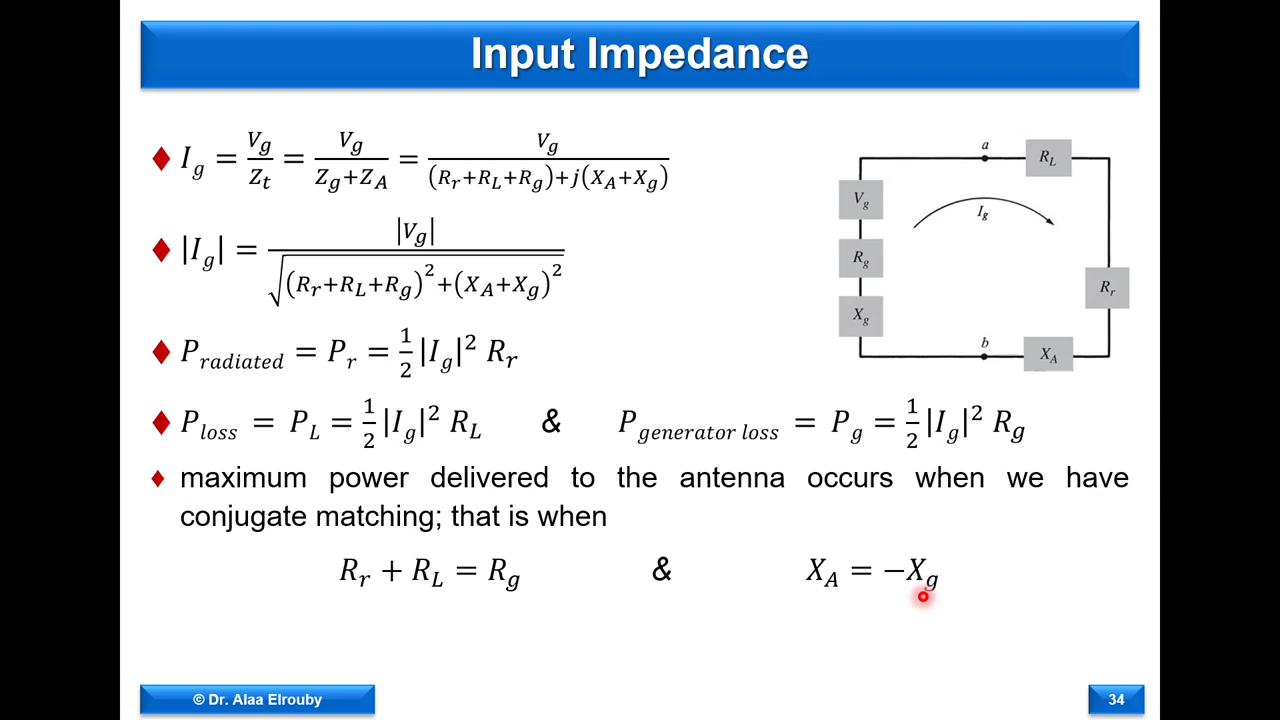 Input Impedance
♦ I_g = V_g/Z_t = V_g/(Z_g+Z_A) = V_g/((R_r+R_L+R_g)+j(X_A+X_g))
♦ |I_g| = |V_g|/√((R_r+R_L+R_g)²+(X_A+X_g)²)
♦ P_radiated = P_r = 1/2 |I_g|² R_r
♦ P_loss = P_L = 1/2 |I_g|² R_L & P_generator loss = P_g = 1/2 |I_g|² R_g
♦ maximum power delivered to the antenna occurs when we have
conjugate matching; that is when
R_r + R_L = R_g & X_A = −X_g
a
R_L
V_g
I_g
R_g
R_r
X_g
b
X_A
© Dr. Alaa Elrouby
34